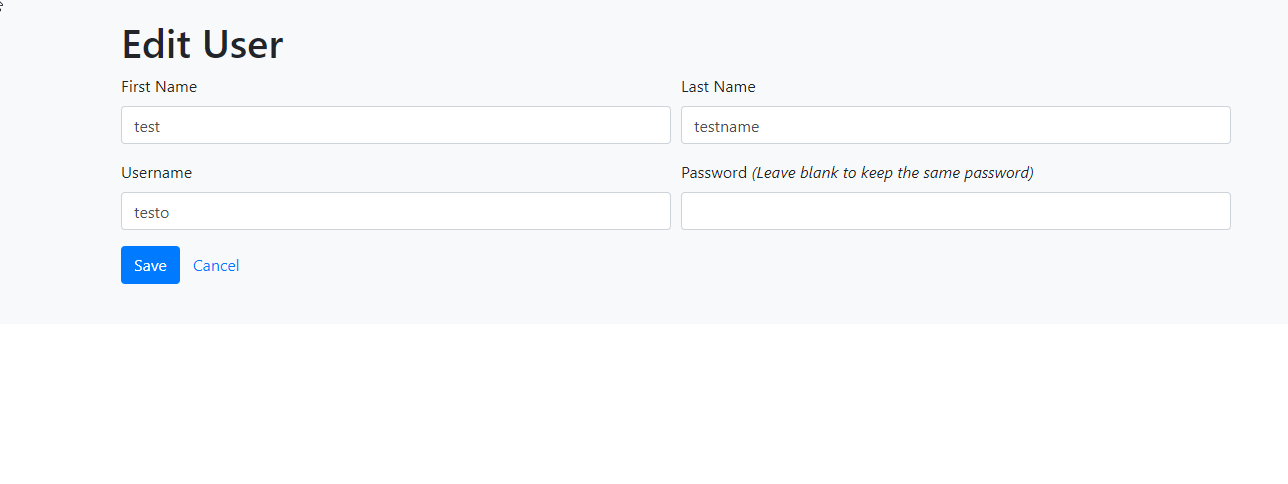 Edit User
First Name
Last Name
test
testname
Username
Password (Leave blank to keep the same password)
testo
Save
Cancel